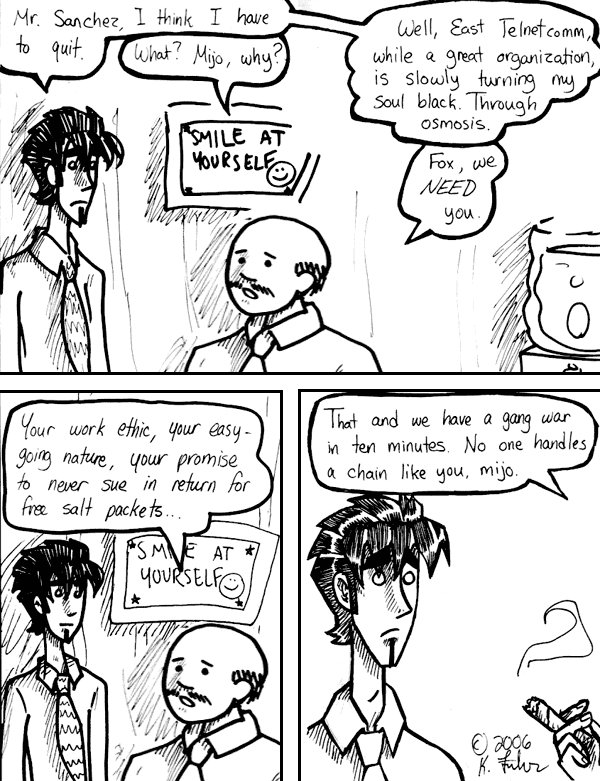 Mr. Sanchez, I think I have
to quit.
What? Mijo, why?
Well, East Telnetcomm,
while a great organization,
is slowly turning my
soul black. Through
osmosis.
Fox, we
NEED
you.
SMILE AT
YOURSELF
Your work ethic, your easy-
going nature, your promise
to never sue in return for
free salt packets...
SMILE AT
YOURSELF
That and we have a gang war
in ten minutes. No one handles
a chain like you, mijo.
© 2006
K.